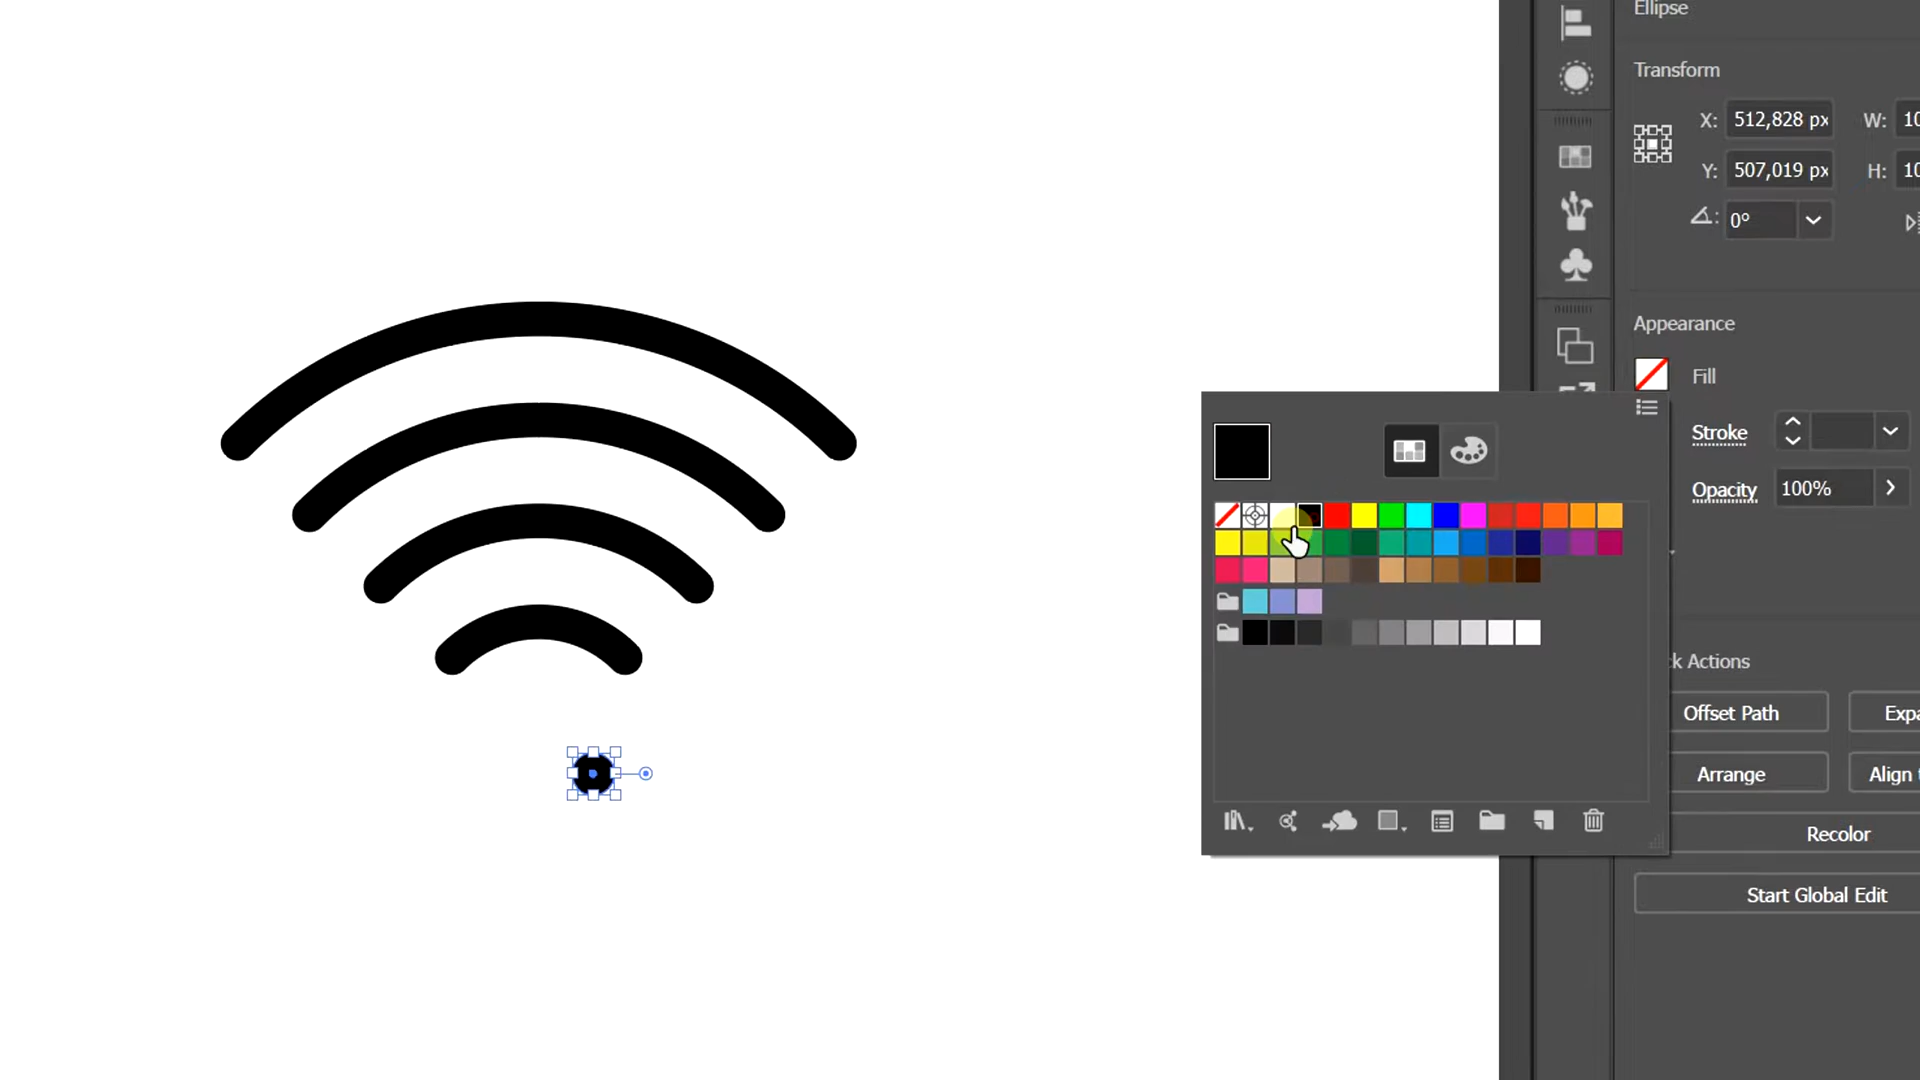 Ellipse
Transform
X: 512,828 px W: 10
Y: 507,019 px H: 10
0°
Appearance
Fill
Stroke
Opacity 100%
k Actions
Offset Path Expa
Arrange Align t
Recolor
Start Global Edit